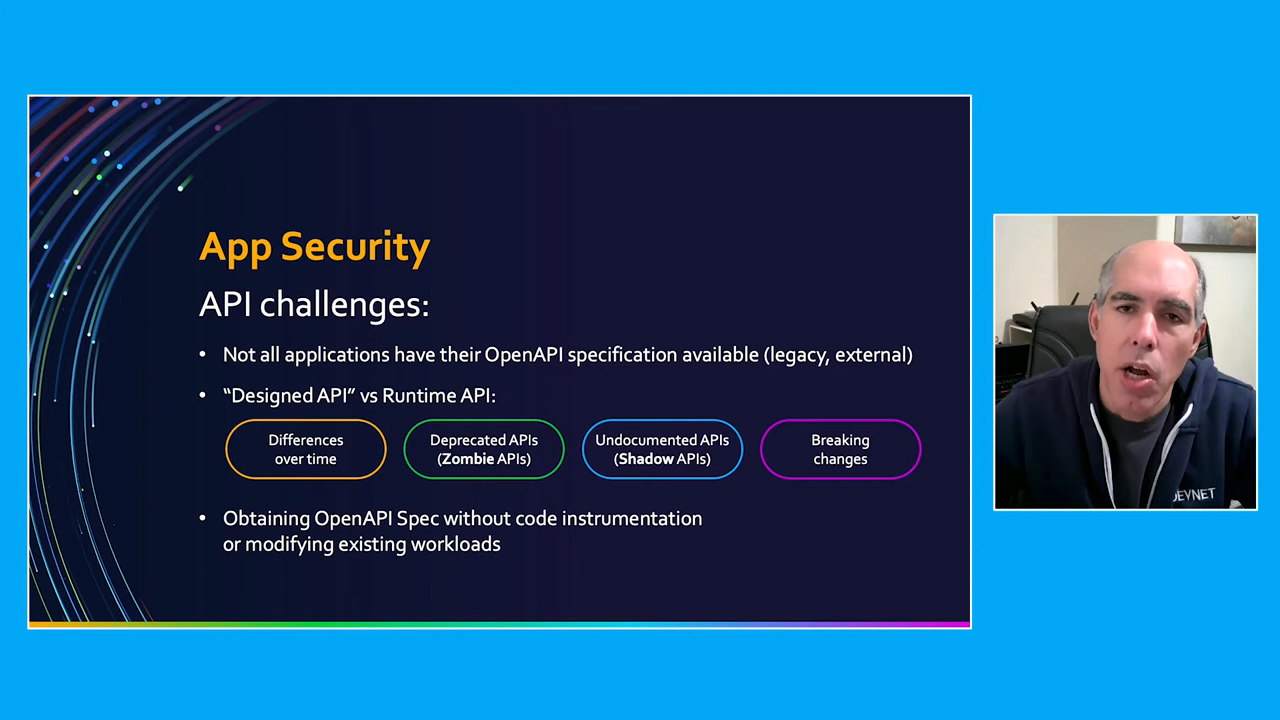 App Security
API challenges:
• Not all applications have their OpenAPI specification available (legacy, external)
• “Designed API” vs Runtime API:
Differences
over time
Deprecated APIs
(Zombie APIs)
Undocumented APIs
(Shadow APIs)
Breaking
changes
• Obtaining OpenAPI Spec without code instrumentation
or modifying existing workloads
DEVNET